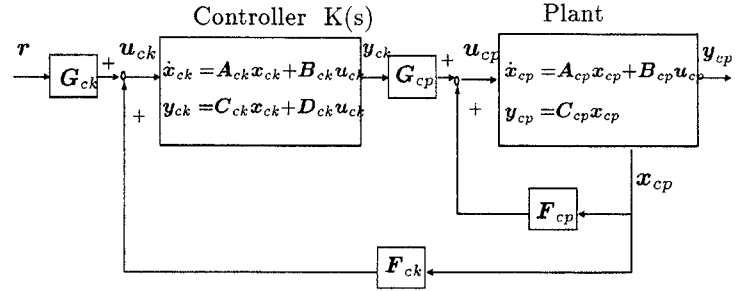 Controller K(s)
Plant
r
G_ck
+
u_ck
ẋ_ck = A_ck x_ck + B_ck u_ck
y_ck = C_ck x_ck + D_ck u_ck
+
y_ck
G_cp
+
u_cp
ẋ_cp = A_cp x_cp + B_cp u_cp
y_cp = C_cp x_cp
+
y_cp
x_cp
F_cp
F_ck